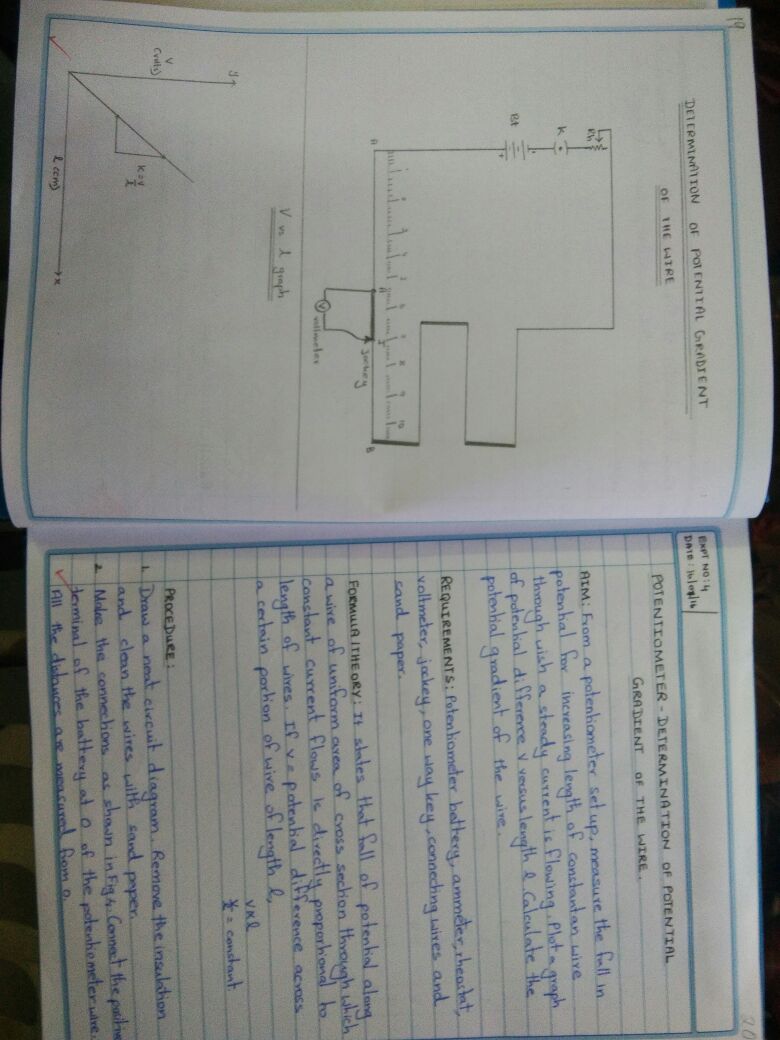 19
DETERMINATION OF POTENTIAL GRADIENT
OF THE WIRE
Rh
K
Bt
+
-
A
1 2 3 4 5 6 7 8 9 10
A
J
jockey
B
V
voltmeter
V vs l graph
y
V
(volts)
K = V/l
l (cm)
x
20
EXPT NO: 4
DATE: 16/08/16
POTENTIOMETER - DETERMINATION OF POTENTIAL
GRADIENT OF THE WIRE.
AIM: From a potentiometer set up, measure the fall in
potential for increasing length of constantan wire
through wish a steady current is flowing. Plot a graph
of potential difference V versus length l. Calculate the
potential gradient of the wire.
REQUIREMENTS: Potentiometer battery, ammeter, rheostat,
voltmeter, jockey, one way key, connecting wires and
sand paper.
FORMULA/THEORY: It states that fall of potential along
a wire of uniform area of cross section through which
constant current flows is directly proportional to
length of wires. If V = potential difference across
a certain portion of wire of length l,
V ∝ l
V/l = constant
PROCEDURE:
1. Draw a neat circuit diagram. Remove the insulation
and clean the wires with sand paper.
2. Make the connections as shown in Fig 4. Connect the positive
terminal of the battery at O of the potentiometer wire.
All the distances are measured from O.